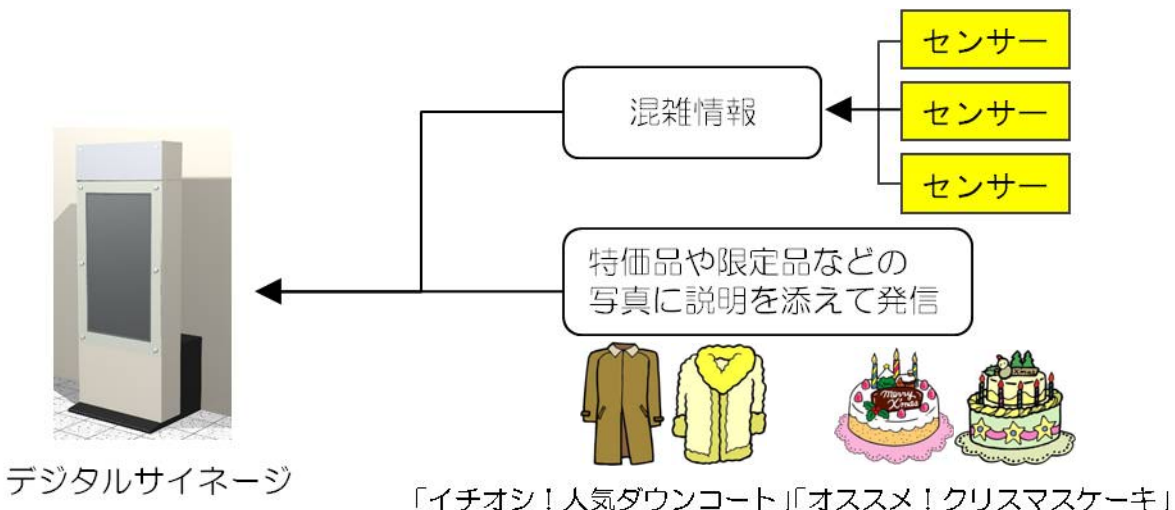 センサー
混雑情報
センサー
センサー
特価品や限定品などの
写真に説明を添えて発信
Merry
X'mas
デジタルサイネージ
「イチオシ！人気ダウンコート」「オススメ！クリスマスケーキ」